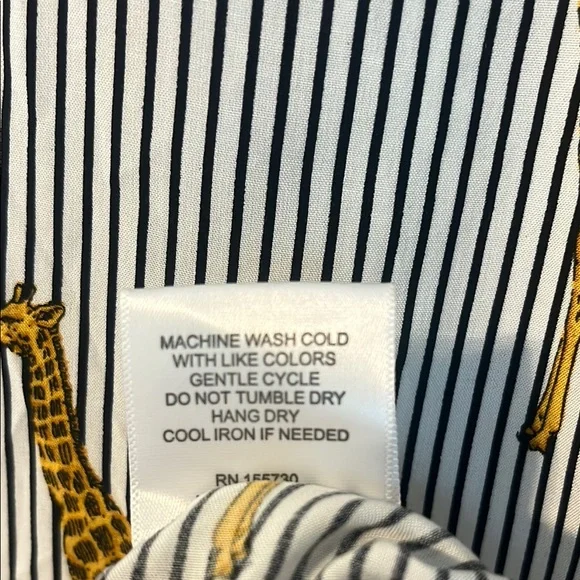 MACHINE WASH COLD
WITH LIKE COLORS
GENTLE CYCLE
DO NOT TUMBLE DRY
HANG DRY
COOL IRON IF NEEDED
RN 155730